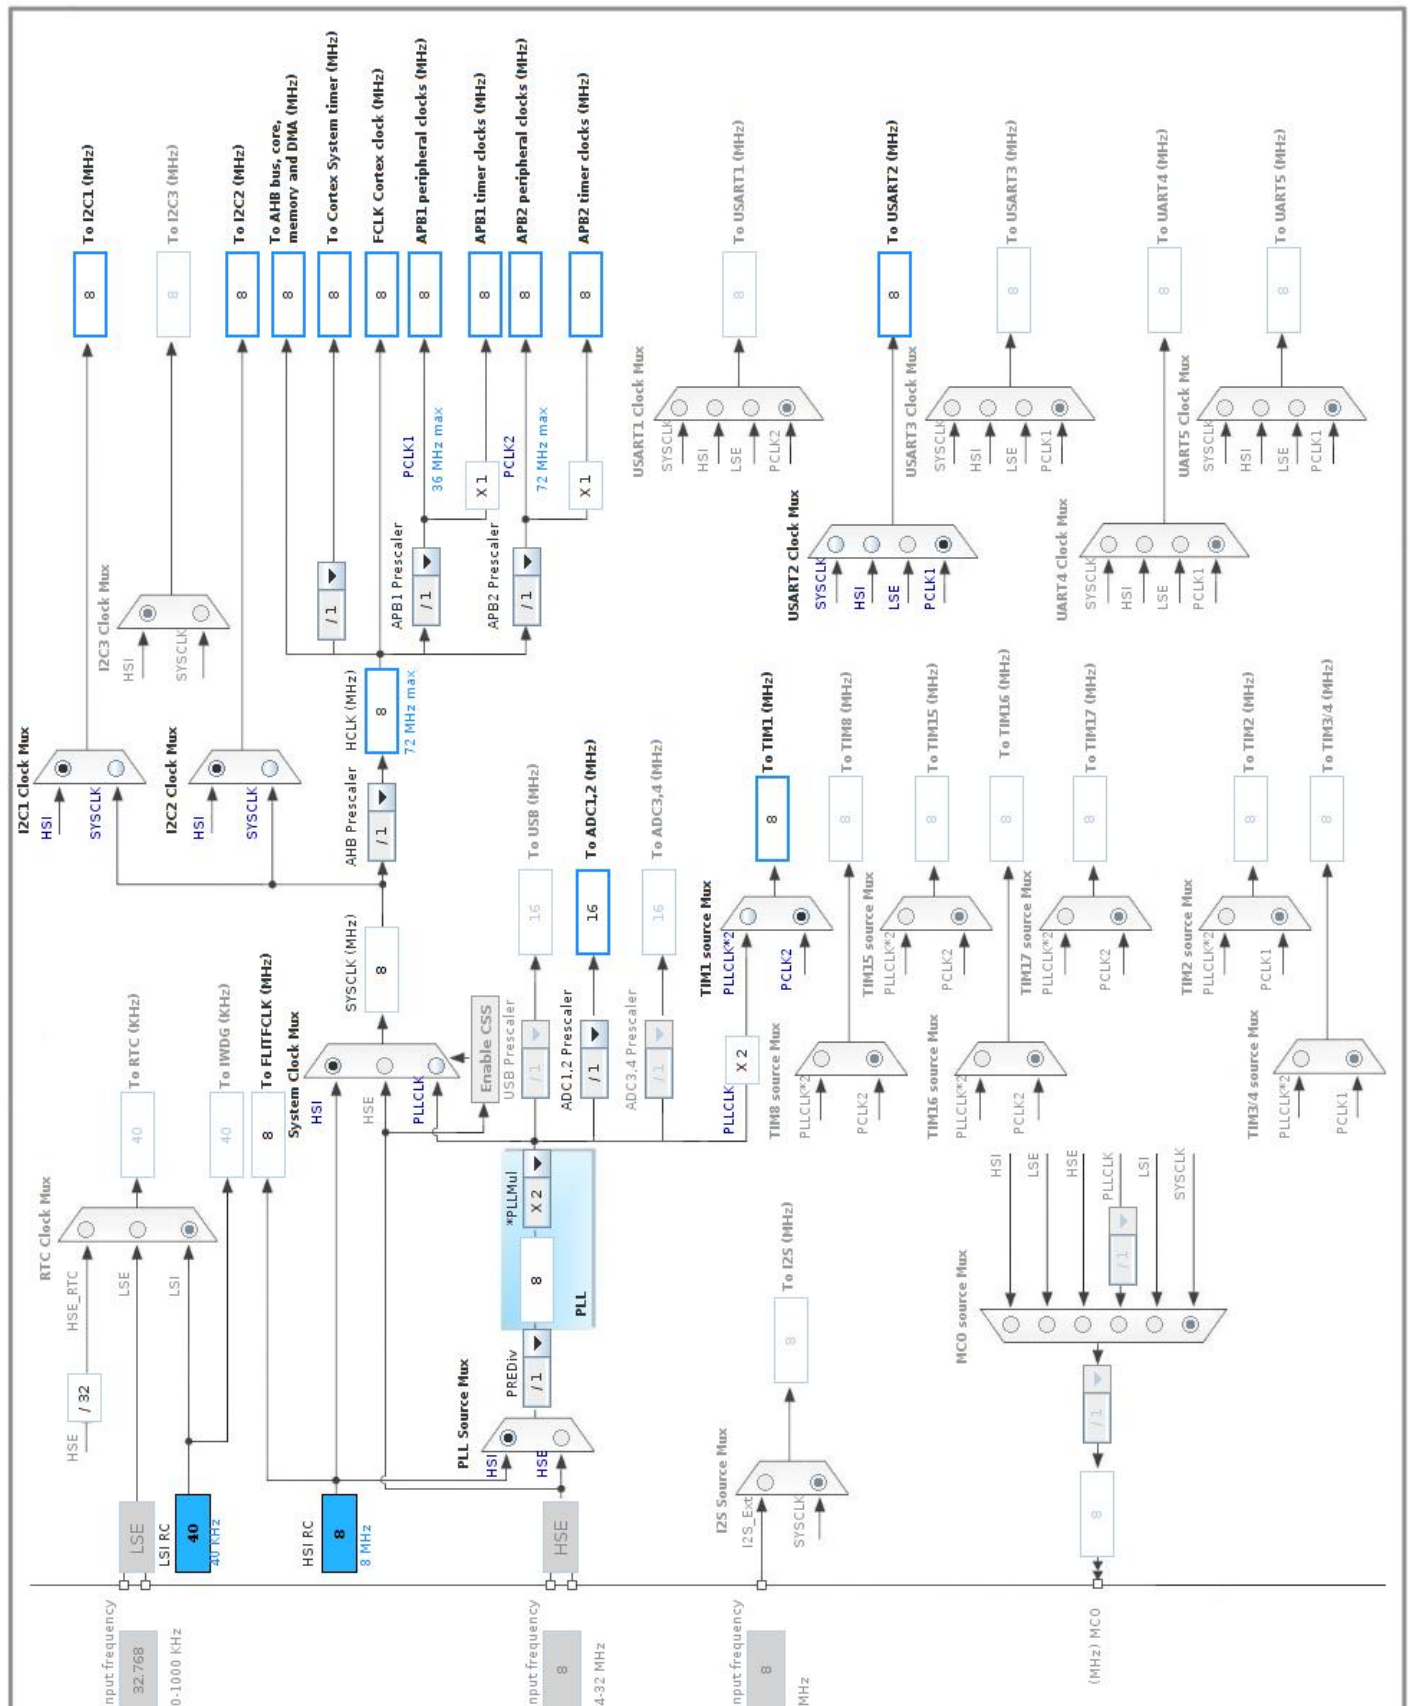 To I2C1 (MHz)
8
I2C1 Clock Mux
HSI
SYSCLK
To I2C3 (MHz)
8
I2C3 Clock Mux
HSI
SYSCLK
To I2C2 (MHz)
8
I2C2 Clock Mux
HSI
SYSCLK
To AHB bus, core,
memory and DMA (MHz)
8
To Cortex System timer (MHz)
8
/ 1
FCLK Cortex clock (MHz)
8
APB1 peripheral clocks (MHz)
8
PCLK1
36 MHz max
APB1 Prescaler
/ 1
APB1 timer clocks (MHz)
8
X 1
APB2 peripheral clocks (MHz)
8
PCLK2
72 MHz max
APB2 Prescaler
/ 1
APB2 timer clocks (MHz)
8
X 1
HCLK (MHz)
8
72 MHz max
AHB Prescaler
/ 1
SYSCLK (MHz)
8
RTC Clock Mux
HSE
/ 32
HSE_RTC
LSE
LSI
To RTC (KHz)
40
To IWDG (KHz)
40
To FLITFCLK (MHz)
8
System Clock Mux
HSI
HSE
PLLCLK
Enable CSS
Input frequency
32.768
0-1000 KHz
LSE
LSI RC
40
40 KHz
HSI RC
8
8 MHz
nput frequency
8
4-32 MHz
HSE
PLL Source Mux
HSI
HSE
PREDiv
/ 1
8
PLL
*PLLMul
X 2
USB Prescaler
/ 1
16
To USB (MHz)
ADC1,2 Prescaler
/ 1
16
To ADC1,2 (MHz)
ADC3,4 Prescaler
/ 1
16
To ADC3,4 (MHz)
PLLCLK
X 2
TIM1 source Mux
PLLCLK*2
PCLK2
8
To TIM1 (MHz)
TIM8 source Mux
PLLCLK*2
PCLK2
8
To TIM8 (MHz)
TIM15 source Mux
PLLCLK*2
PCLK2
8
To TIM15 (MHz)
TIM16 source Mux
PLLCLK*2
PCLK2
8
To TIM16 (MHz)
TIM17 source Mux
PLLCLK*2
PCLK2
8
To TIM17 (MHz)
TIM2 source Mux
PLLCLK*2
PCLK1
8
To TIM2 (MHz)
TIM3/4 source Mux
PLLCLK*2
PCLK1
8
To TIM3/4 (MHz)
USART1 Clock Mux
SYSCLK
HSI
LSE
PCLK2
8
To USART1 (MHz)
USART2 Clock Mux
SYSCLK
HSI
LSE
PCLK1
8
To USART2 (MHz)
USART3 Clock Mux
SYSCLK
HSI
LSE
PCLK1
8
To USART3 (MHz)
UART4 Clock Mux
SYSCLK
HSI
LSE
PCLK1
8
To UART4 (MHz)
UART5 Clock Mux
SYSCLK
HSI
LSE
PCLK1
8
To UART5 (MHz)
nput frequency
8
MHz
I2S Source Mux
I2S_Ext
SYSCLK
8
To I2S (MHz)
MCO source Mux
HSI
LSE
HSE
PLLCLK
/ 1
LSI
SYSCLK
/ 1
8
(MHz) MCO